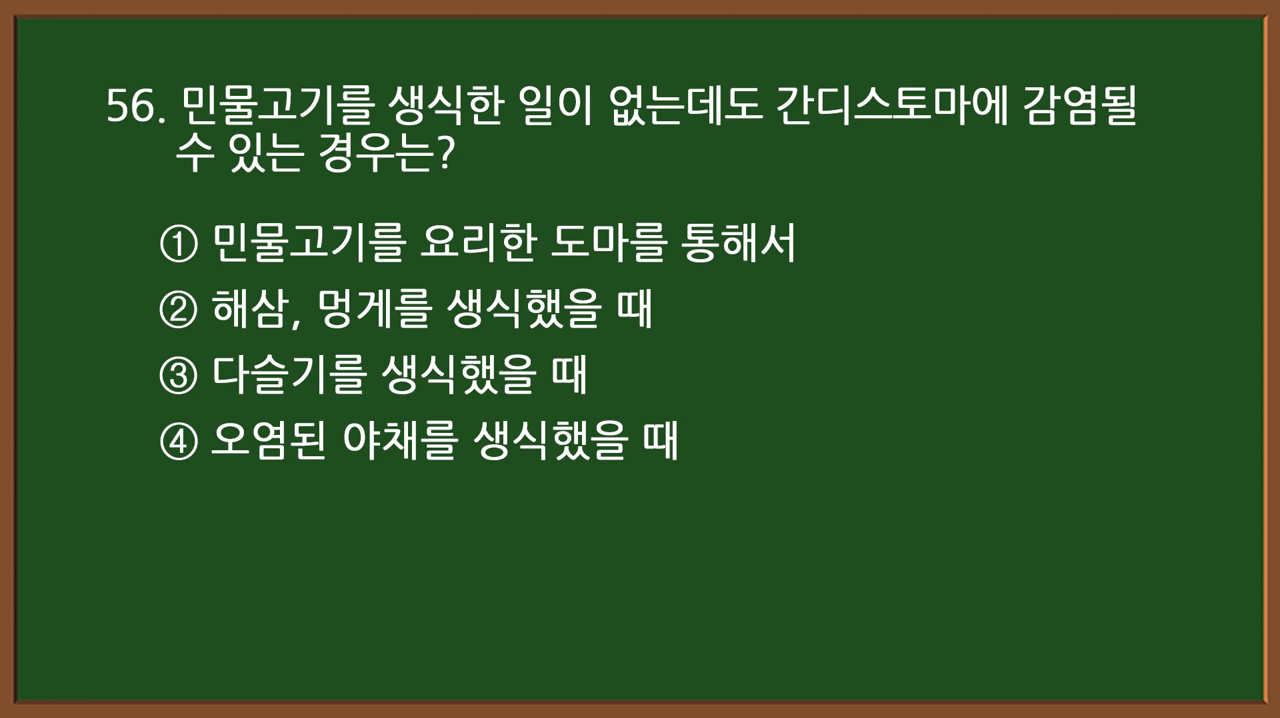 56. 민물고기를 생식한 일이 없는데도 간디스토마에 감염될
수 있는 경우는?
① 민물고기를 요리한 도마를 통해서
② 해삼, 멍게를 생식했을 때
③ 다슬기를 생식했을 때
④ 오염된 야채를 생식했을 때